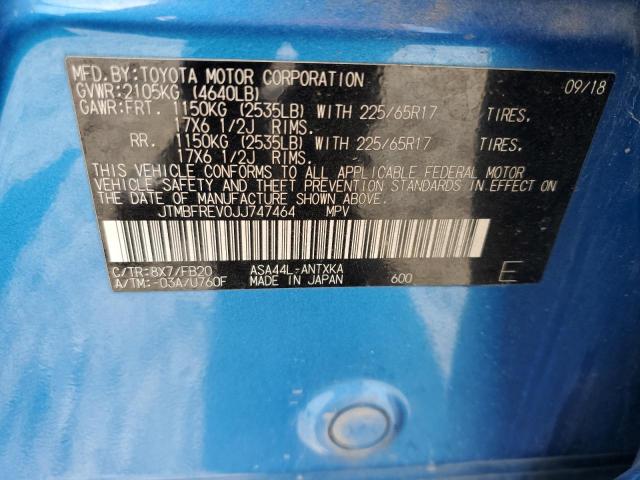 MFD.BY:TOYOTA MOTOR CORPORATION 09/18
GVWR:2105KG (4640LB)
GAWR:FRT. 1150KG (2535LB) WITH 225/65R17 TIRES.
17X6 1/2J RIMS.
RR. 1150KG (2535LB) WITH 225/65R17 TIRES.
17X6 1/2J RIMS.
THIS VEHICLE CONFORMS TO ALL APPLICABLE FEDERAL MOTOR
VEHICLE SAFETY AND THEFT PREVENTION STANDARDS IN EFFECT ON
THE DATE OF MANUFACTURE SHOWN ABOVE.
JTMBFREV0JJ747464 MPV
C/TR:8X7/FB20 ASA44L-ANTXKA
A/TM:-03A/U760F MADE IN JAPAN 600 E